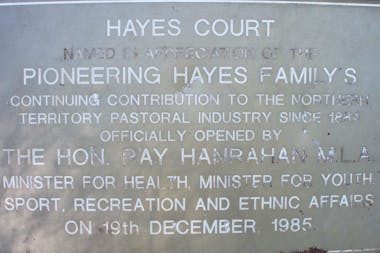 HAYES COURT
NAMED IN APPRECIATION OF THE
PIONEERING HAYES FAMILY'S
CONTINUING CONTRIBUTION TO THE NORTHERN
TERRITORY PASTORAL INDUSTRY SINCE 1884
OFFICIALLY OPENED BY
THE HON. RAY HANRAHAN M.L.A.
MINISTER FOR HEALTH, MINISTER FOR YOUTH,
SPORT, RECREATION AND ETHNIC AFFAIRS
ON 19th DECEMBER 1985.